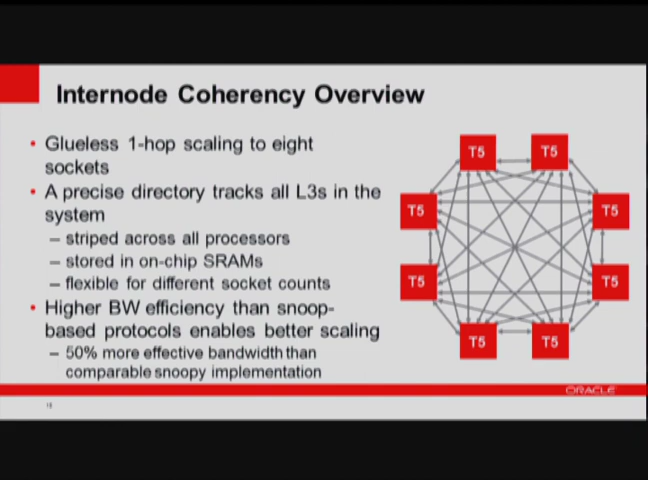 Internode Coherency Overview
• Glueless 1-hop scaling to eight
sockets
• A precise directory tracks all L3s in the
system
– striped across all processors
– stored in on-chip SRAMs
– flexible for different socket counts
• Higher BW efficiency than snoop-
based protocols enables better scaling
– 50% more effective bandwidth than
comparable snoopy implementation
T5 T5
T5 T5
T5 T5
T5 T5
ORACLE